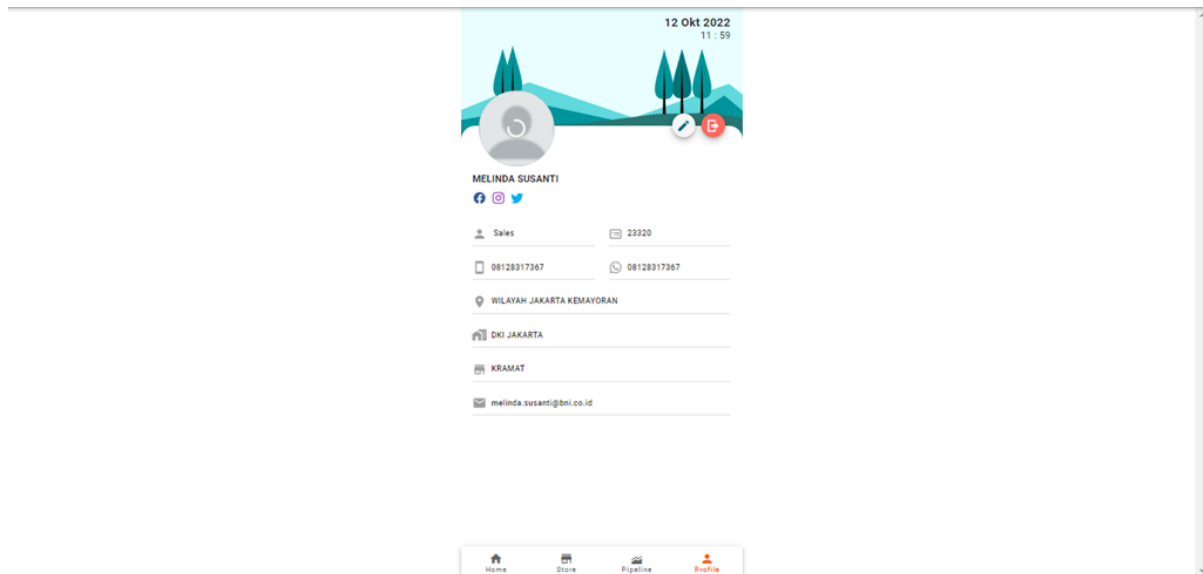 12 Okt 2022
11 : 59
MELINDA SUSANTI
Sales
23320
08128317367
08128317367
WILAYAH JAKARTA KEMAYORAN
DKI JAKARTA
KRAMAT
melinda.susanti@bni.co.id
Home
Store
Pipeline
Profile